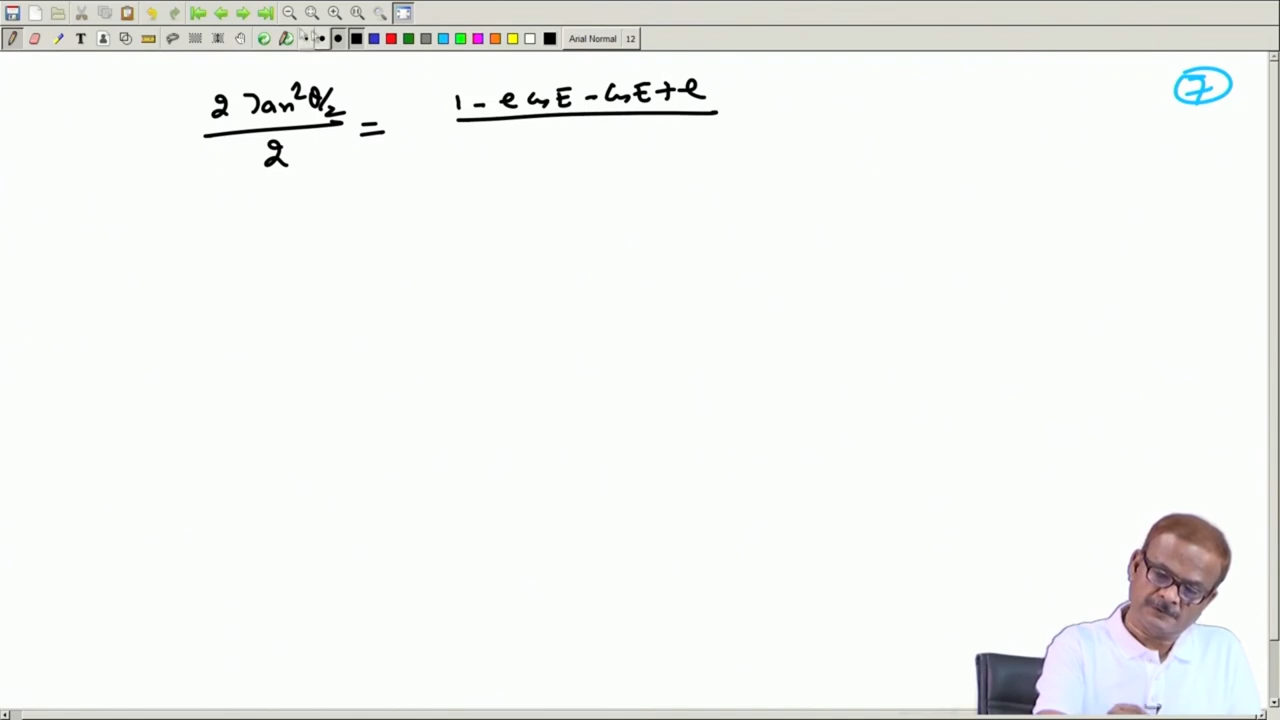 Arial Normal 12
2 Tan²θ/2 = 1 - e cos E - cos E + e
2
7